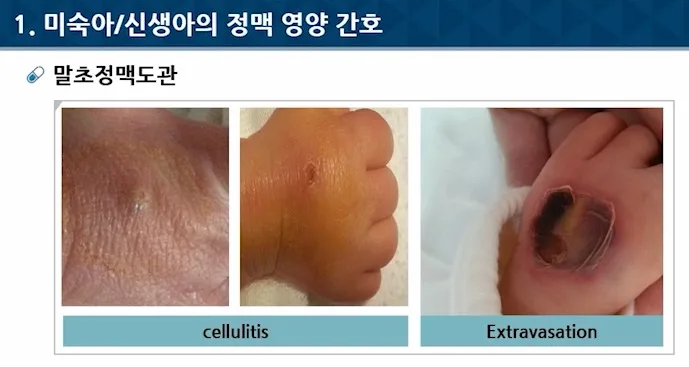 1. 미숙아/신생아의 정맥 영양 간호
말초정맥도관
cellulitis
Extravasation